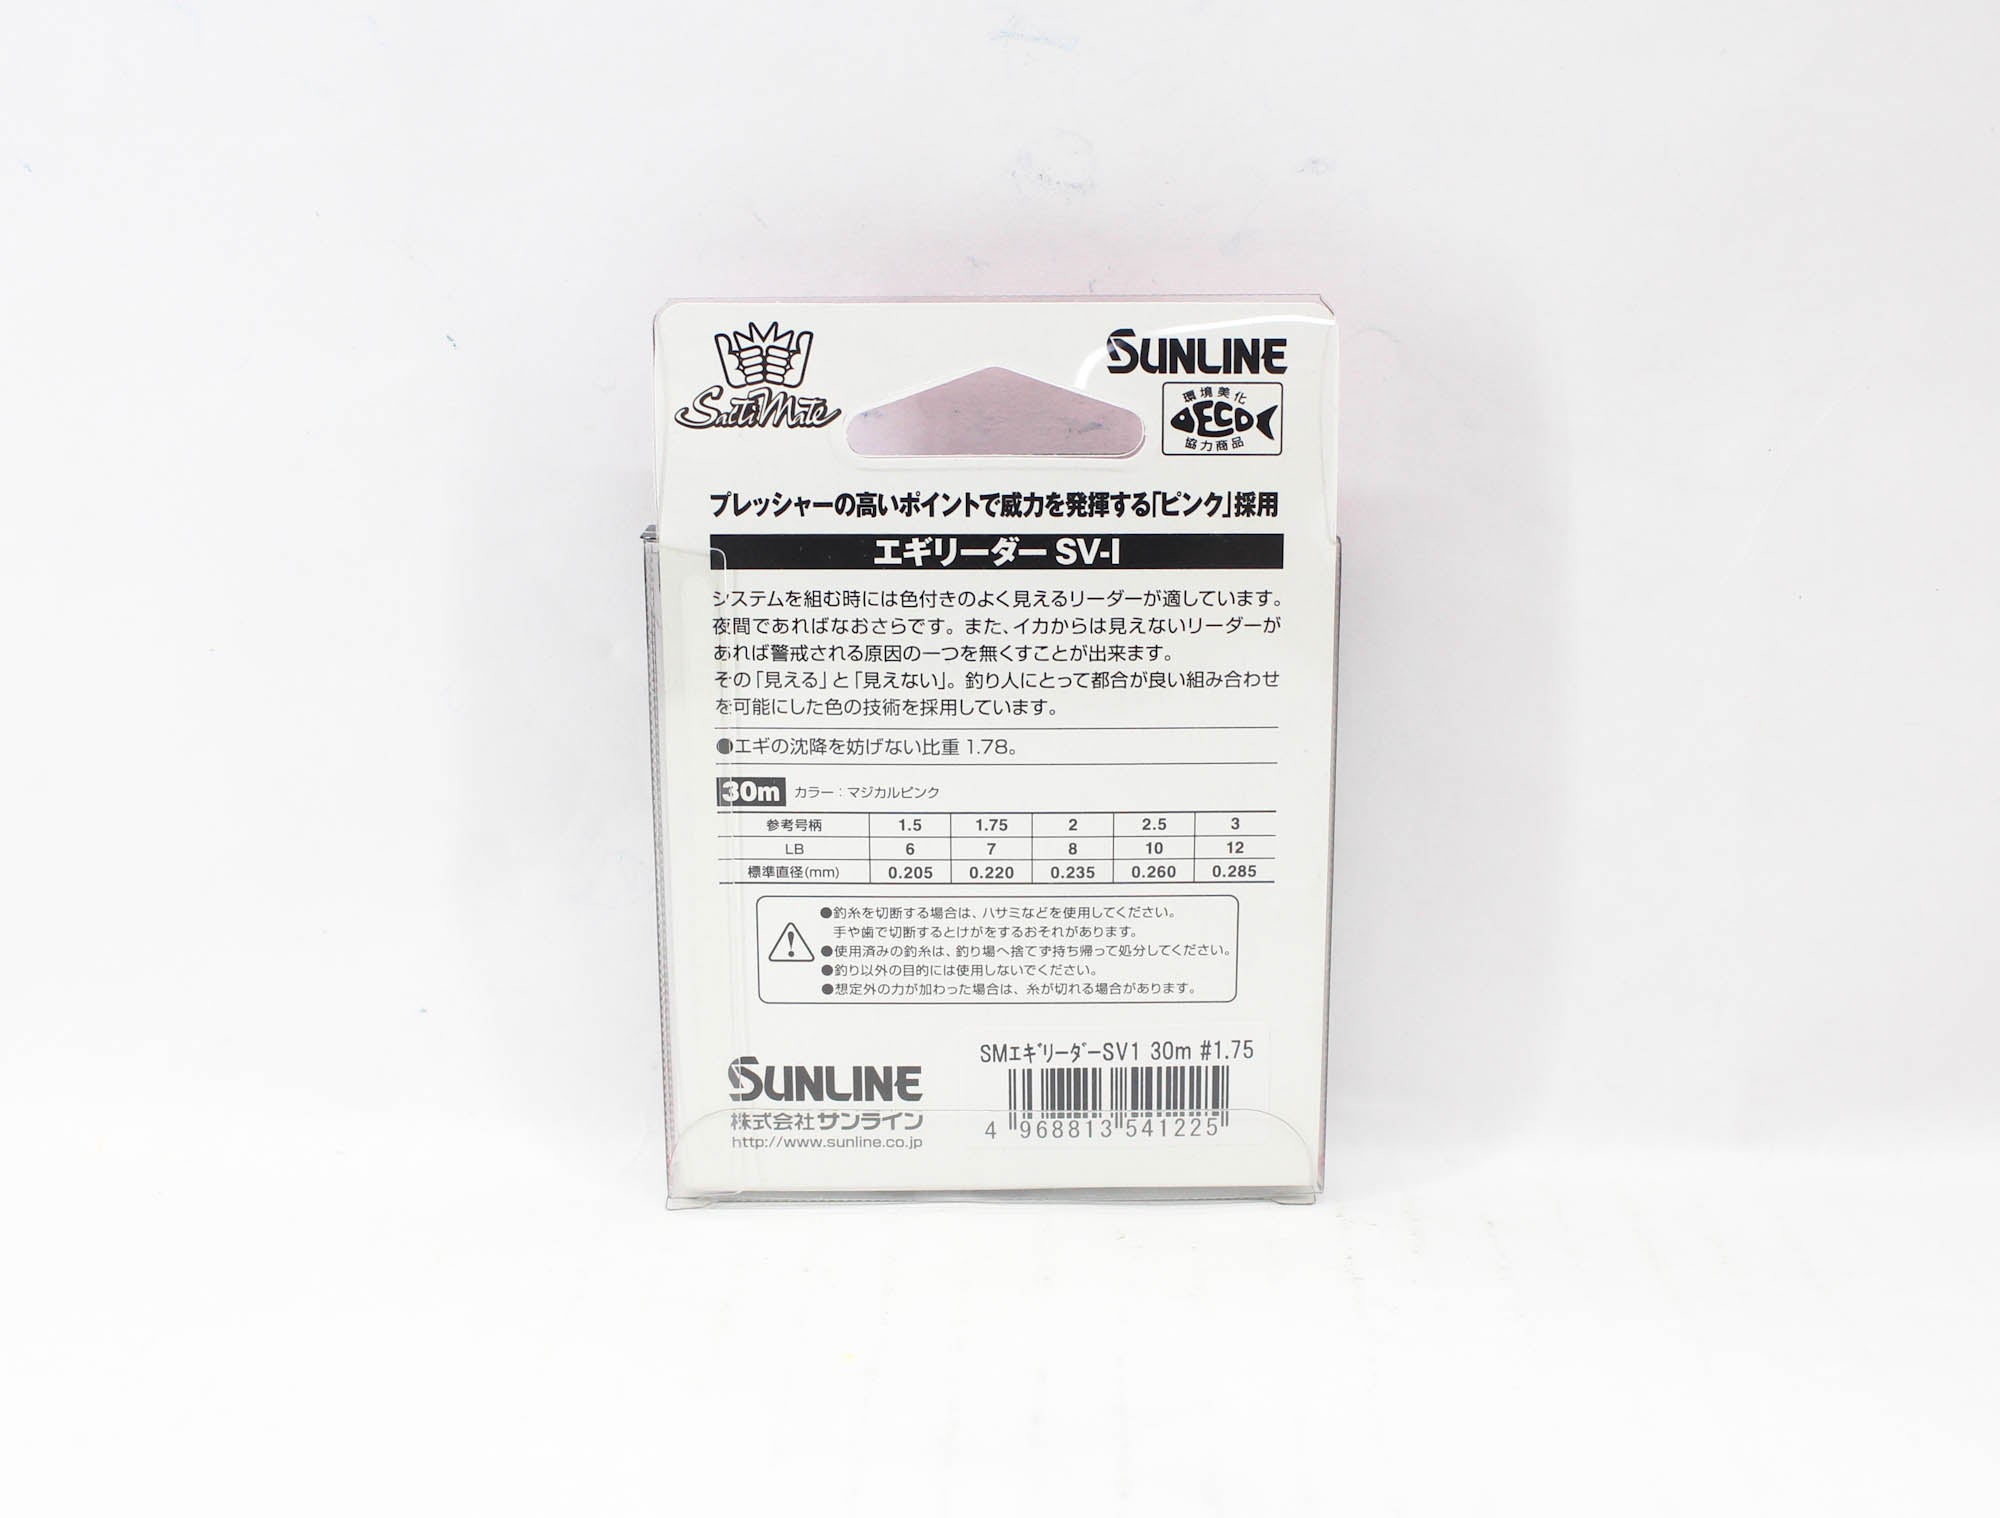 SaltiMate
SUNLINE
環境美化
ECO
協力商品
プレッシャーの高いポイントで威力を発揮する「ピンク」採用
エギリーダー SV-I
システムを組む時には色付きのよく見えるリーダーが適しています。
夜間であればなおさらです。また、イカからは見えないリーダーが
あれば警戒される原因の一つを無くすことが出来ます。
その「見える」と「見えない」。釣り人にとって都合が良い組み合わせ
を可能にした色の技術を採用しています。
●エギの沈降を妨げない比重1.78。
30m カラー：マジカルピンク
参考号柄 1.5 1.75 2 2.5 3
LB 6 7 8 10 12
標準直径(mm) 0.205 0.220 0.235 0.260 0.285
●釣糸を切断する場合は、ハサミなどを使用してください。
手や歯で切断するとけがをするおそれがあります。
●使用済みの釣糸は、釣り場へ捨てず持ち帰って処分してください。
●釣り以外の目的には使用しないでください。
●想定外の力が加わった場合は、糸が切れる場合があります。
SUNLINE
株式会社サンライン
http://www.sunline.co.jp
SMｴｷﾞﾘｰﾀﾞｰSV1 30m #1.75
4 968813 541225